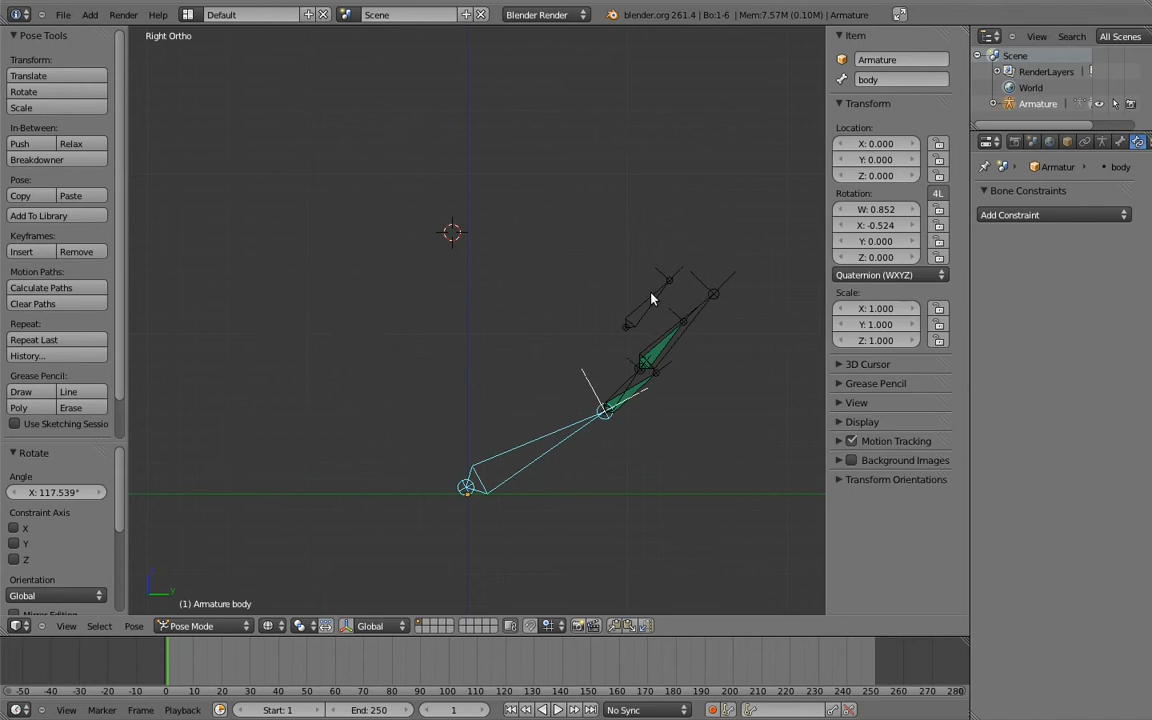 File Add Render Help Default Scene Blender Render blender.org 261.4 | Bo:1-6 | Mem:7.57M (0.10M) | Armature
Pose Tools
Transform:
Translate
Rotate
Scale
In-Between:
Push Relax
Breakdowner
Pose:
Copy Paste
Add To Library
Keyframes:
Insert Remove
Motion Paths:
Calculate Paths
Clear Paths
Repeat:
Repeat Last
History...
Grease Pencil:
Draw Line
Poly Erase
Use Sketching Sessio
Rotate
Angle
X: 117.539°
Constraint Axis
X
Y
Z
Orientation
Global
Right Ortho
z
y
(1) Armature body
View Select Pose Pose Mode Global
Item
Armature
body
Transform
Location:
X: 0.000
Y: 0.000
Z: 0.000
Rotation:
4L
W: 0.852
X: -0.524
Y: 0.000
Z: 0.000
Quaternion (WXYZ)
Scale:
X: 1.000
Y: 1.000
Z: 1.000
3D Cursor
Grease Pencil
View
Display
Motion Tracking
Background Images
Transform Orientations
View Search All Scenes
Scene
RenderLayers
World
Armature
Armatur body
Bone Constraints
Add Constraint
-50 -40 -30 -20 -10 0 10 20 30 40 50 60 70 80 90 100 110 120 130 140 150 160 170 180 190 200 210 220 230 240 250 260 270 280
View Marker Frame Playback Start: 1 End: 250 1 No Sync